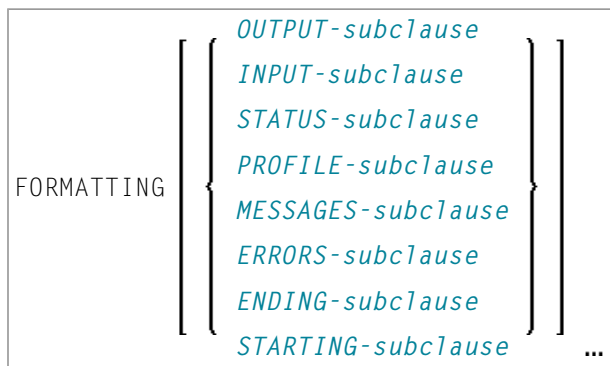 OUTPUT-subclause
INPUT-subclause
STATUS-subclause
PROFILE-subclause
FORMATTING
MESSAGES-subclause
ERRORS-subclause
ENDING-subclause
STARTING-subclause ...